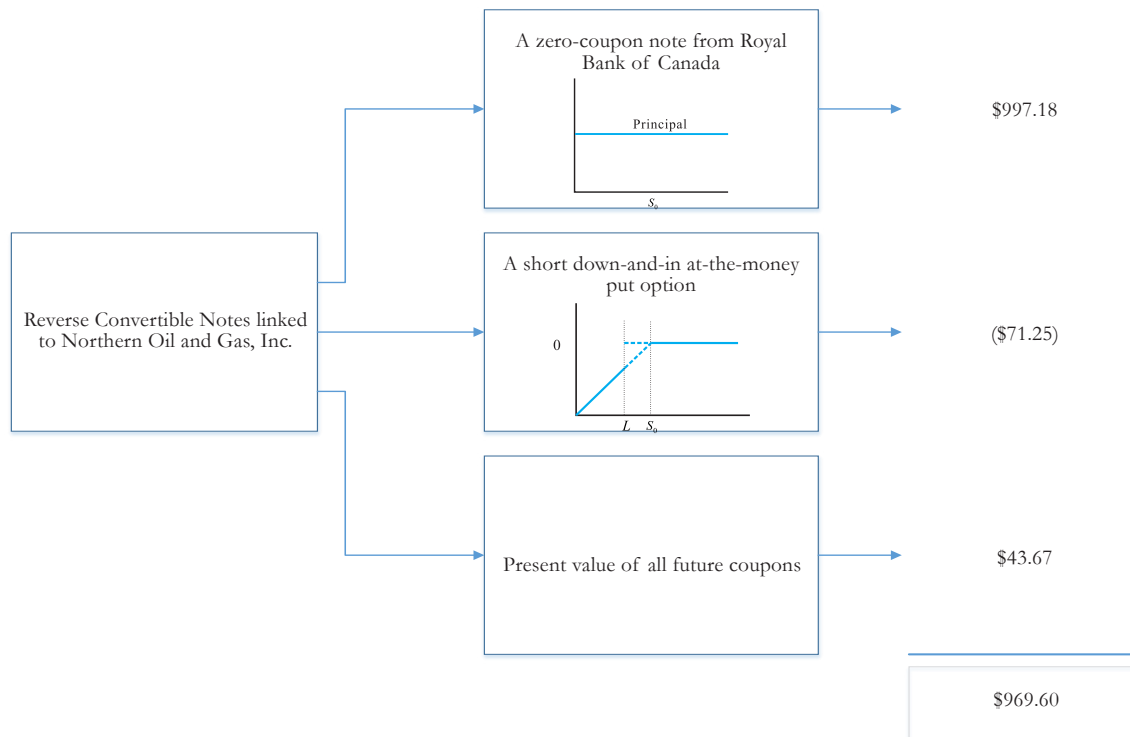 A zero-coupon note from Royal
Bank of Canada
Principal
S₀
$997.18
Reverse Convertible Notes linked
to Northern Oil and Gas, Inc.
A short down-and-in at-the-money
put option
0
L S₀
($71.25)
Present value of all future coupons
$43.67
$969.60